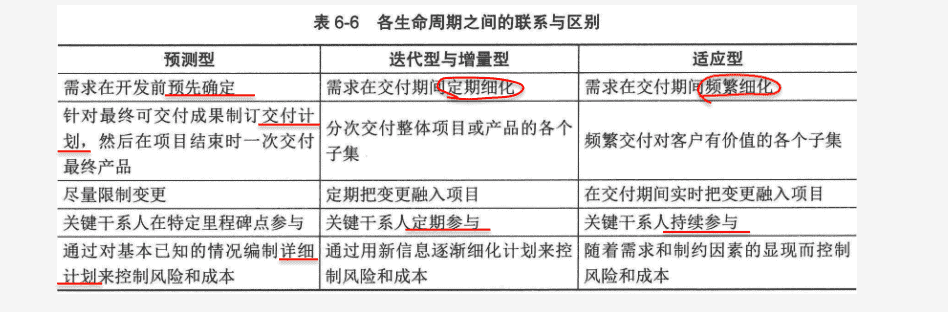 表 6-6 各生命周期之间的联系与区别
预测型 迭代型与增量型 适应型
需求在开发前预先确定 需求在交付期间定期细化 需求在交付期间频繁细化
针对最终可交付成果制订交付计
划，然后在项目结束时一次交付
最终产品
分次交付整体项目或产品的各个
子集
频繁交付对客户有价值的各个子集
尽量限制变更 定期把变更融入项目 在交付期间实时把变更融入项目
关键干系人在特定里程碑点参与 关键干系人定期参与 关键干系人持续参与
通过对基本已知的情况编制详细
计划来控制风险和成本
通过用新信息逐渐细化计划来控
制风险和成本
随着需求和制约因素的显现而控制
风险和成本